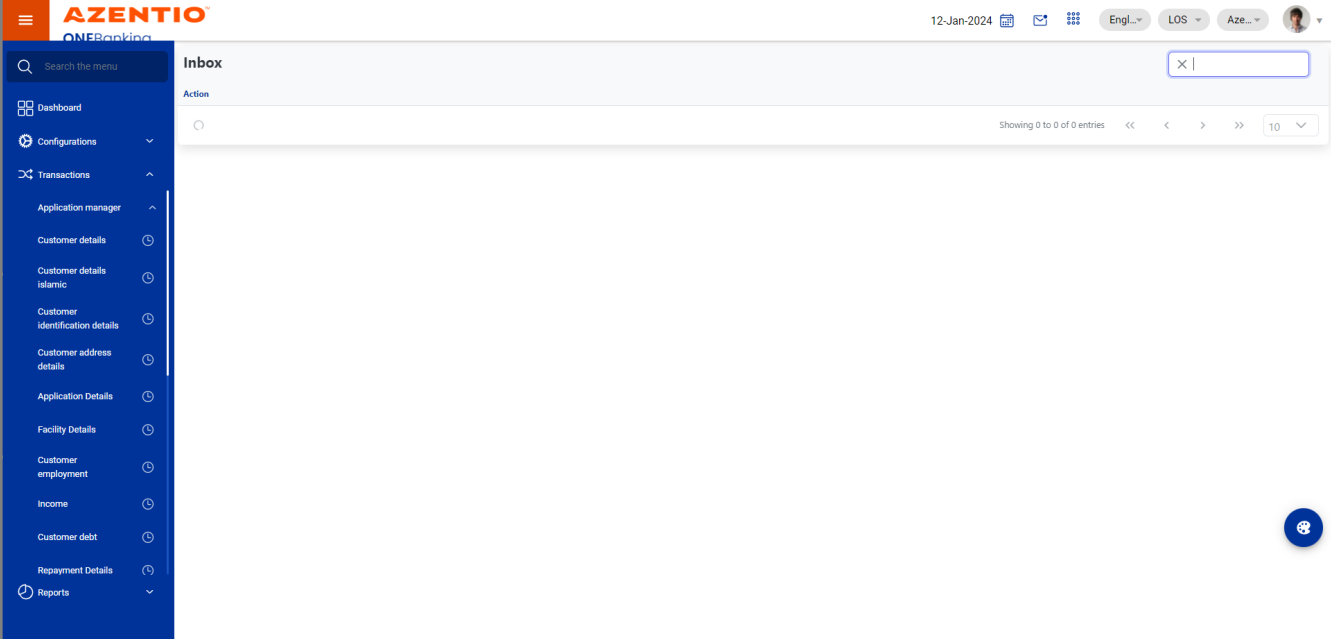 AZENTIO
ONEBanking
12-Jan-2024
Engl...
LOS
Aze...
Search the menu
Dashboard
Configurations
Transactions
Application manager
Customer details
Customer details
islamic
Customer
identification details
Customer address
details
Application Details
Facility Details
Customer
employment
Income
Customer debt
Repayment Details
Reports
Inbox
Action
Showing 0 to 0 of 0 entries
10